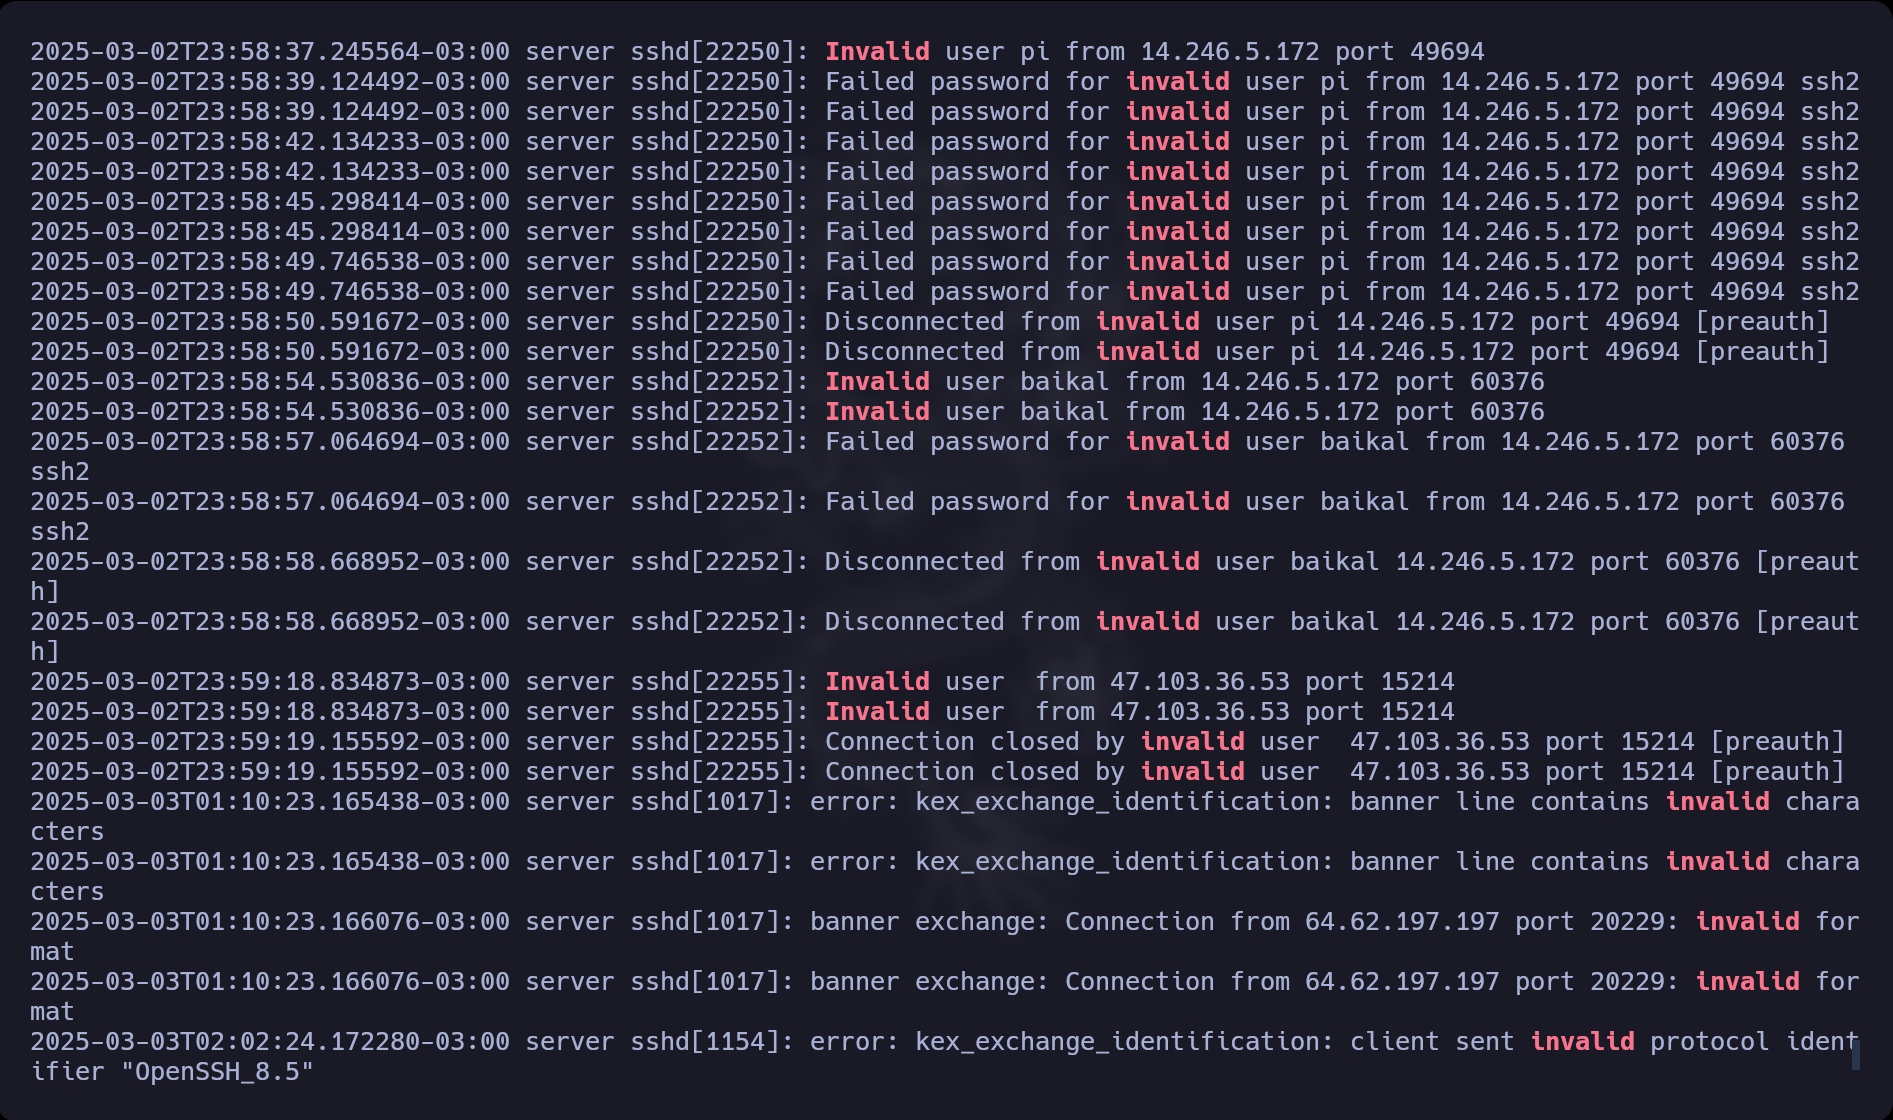 2025-03-02T23:58:37.245564-03:00 server sshd[22250]: Invalid user pi from 14.246.5.172 port 49694
2025-03-02T23:58:39.124492-03:00 server sshd[22250]: Failed password for invalid user pi from 14.246.5.172 port 49694 ssh2
2025-03-02T23:58:39.124492-03:00 server sshd[22250]: Failed password for invalid user pi from 14.246.5.172 port 49694 ssh2
2025-03-02T23:58:42.134233-03:00 server sshd[22250]: Failed password for invalid user pi from 14.246.5.172 port 49694 ssh2
2025-03-02T23:58:42.134233-03:00 server sshd[22250]: Failed password for invalid user pi from 14.246.5.172 port 49694 ssh2
2025-03-02T23:58:45.298414-03:00 server sshd[22250]: Failed password for invalid user pi from 14.246.5.172 port 49694 ssh2
2025-03-02T23:58:45.298414-03:00 server sshd[22250]: Failed password for invalid user pi from 14.246.5.172 port 49694 ssh2
2025-03-02T23:58:49.746538-03:00 server sshd[22250]: Failed password for invalid user pi from 14.246.5.172 port 49694 ssh2
2025-03-02T23:58:49.746538-03:00 server sshd[22250]: Failed password for invalid user pi from 14.246.5.172 port 49694 ssh2
2025-03-02T23:58:50.591672-03:00 server sshd[22250]: Disconnected from invalid user pi 14.246.5.172 port 49694 [preauth]
2025-03-02T23:58:50.591672-03:00 server sshd[22250]: Disconnected from invalid user pi 14.246.5.172 port 49694 [preauth]
2025-03-02T23:58:54.530836-03:00 server sshd[22252]: Invalid user baikal from 14.246.5.172 port 60376
2025-03-02T23:58:54.530836-03:00 server sshd[22252]: Invalid user baikal from 14.246.5.172 port 60376
2025-03-02T23:58:57.064694-03:00 server sshd[22252]: Failed password for invalid user baikal from 14.246.5.172 port 60376
ssh2
2025-03-02T23:58:57.064694-03:00 server sshd[22252]: Failed password for invalid user baikal from 14.246.5.172 port 60376
ssh2
2025-03-02T23:58:58.668952-03:00 server sshd[22252]: Disconnected from invalid user baikal 14.246.5.172 port 60376 [preaut
h]
2025-03-02T23:58:58.668952-03:00 server sshd[22252]: Disconnected from invalid user baikal 14.246.5.172 port 60376 [preaut
h]
2025-03-02T23:59:18.834873-03:00 server sshd[22255]: Invalid user  from 47.103.36.53 port 15214
2025-03-02T23:59:18.834873-03:00 server sshd[22255]: Invalid user  from 47.103.36.53 port 15214
2025-03-02T23:59:19.155592-03:00 server sshd[22255]: Connection closed by invalid user  47.103.36.53 port 15214 [preauth]
2025-03-02T23:59:19.155592-03:00 server sshd[22255]: Connection closed by invalid user  47.103.36.53 port 15214 [preauth]
2025-03-03T01:10:23.165438-03:00 server sshd[1017]: error: kex_exchange_identification: banner line contains invalid chara
cters
2025-03-03T01:10:23.165438-03:00 server sshd[1017]: error: kex_exchange_identification: banner line contains invalid chara
cters
2025-03-03T01:10:23.166076-03:00 server sshd[1017]: banner exchange: Connection from 64.62.197.197 port 20229: invalid for
mat
2025-03-03T01:10:23.166076-03:00 server sshd[1017]: banner exchange: Connection from 64.62.197.197 port 20229: invalid for
mat
2025-03-03T02:02:24.172280-03:00 server sshd[1154]: error: kex_exchange_identification: client sent invalid protocol ident
ifier "OpenSSH_8.5"